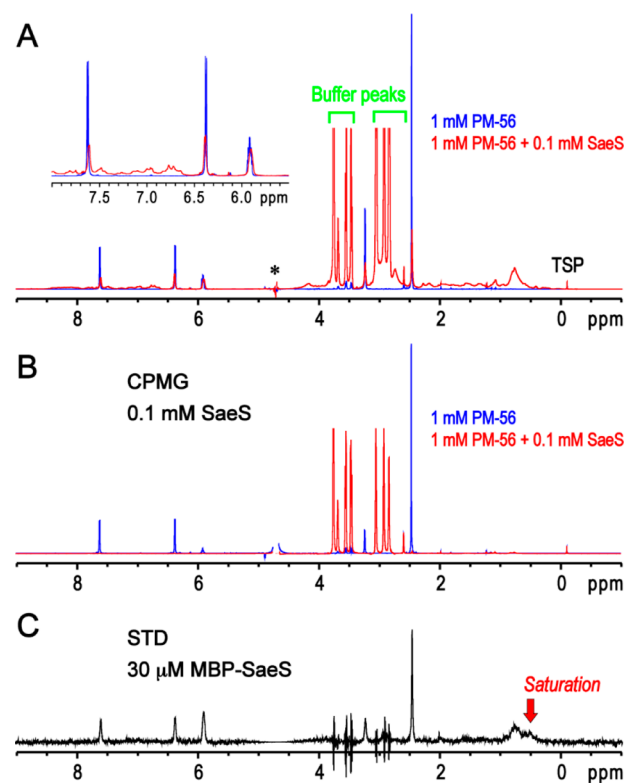 A
Buffer peaks
1 mM PM-56
1 mM PM-56 + 0.1 mM SaeS
7.5 7.0 6.5 6.0 ppm
*
TSP
8 6 4 2 0 ppm
B
CPMG
0.1 mM SaeS
1 mM PM-56
1 mM PM-56 + 0.1 mM SaeS
8 6 4 2 0 ppm
C
STD
30 μM MBP-SaeS
Saturation
8 6 4 2 0 ppm